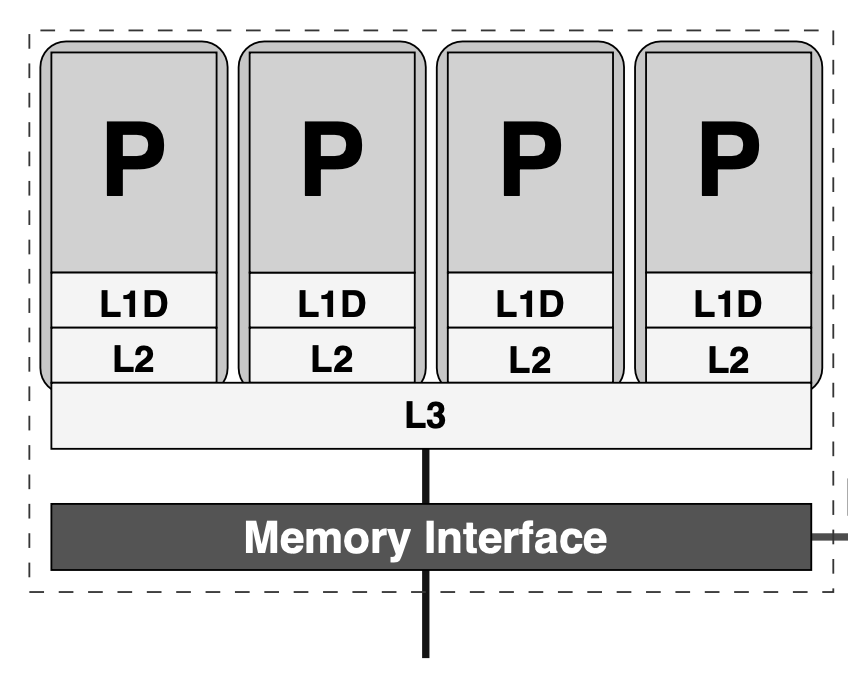 P P P P
L1D L1D L1D L1D
L2 L2 L2 L2
L3
Memory Interface